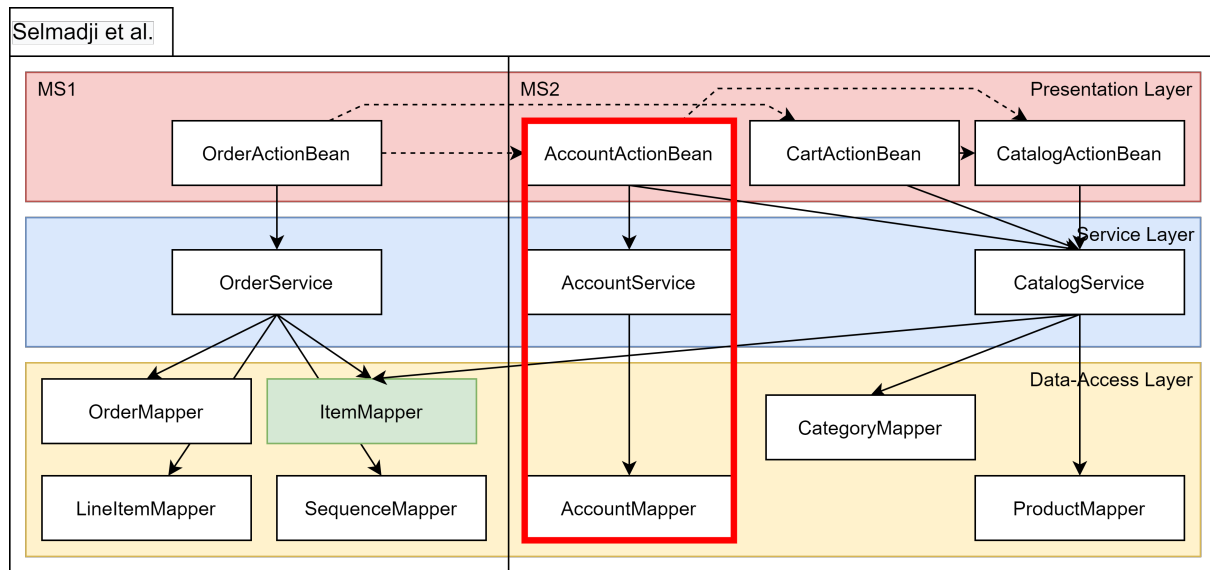 Selmadji et al.
MS1
MS2
Presentation Layer
OrderActionBean
AccountActionBean
CartActionBean
CatalogActionBean
Service Layer
OrderService
AccountService
CatalogService
Data-Access Layer
OrderMapper
ItemMapper
CategoryMapper
LineItemMapper
SequenceMapper
AccountMapper
ProductMapper